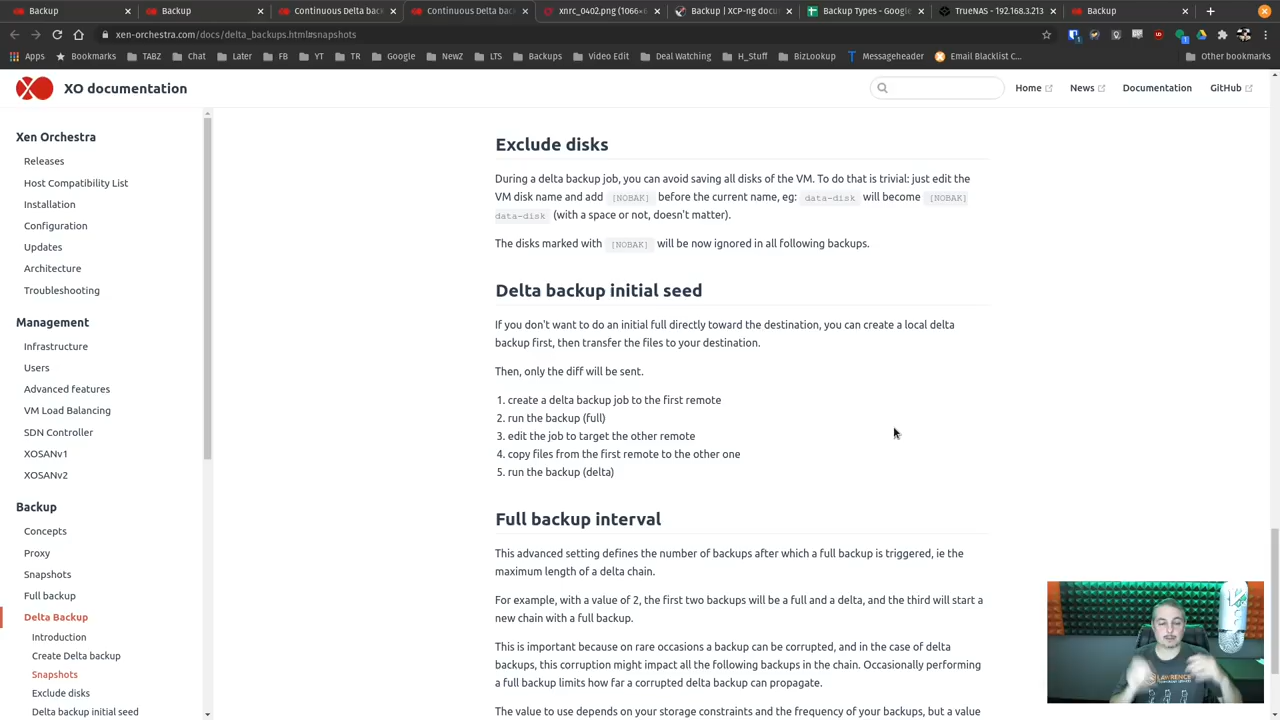 Backup
Backup
Continuous Delta bac
Continuous Delta bac
xnrc_0402.png (1066×6
Backup | XCP-ng docu
Backup Types - Google
TrueNAS - 192.168.3.213
Backup
xen-orchestra.com/docs/delta_backups.html#snapshots
Apps
Bookmarks
TABZ
Chat
Later
FB
YT
TR
Google
NewZ
LTS
Backups
Video Edit
Deal Watching
H_Stuff
BizLookup
Messageheader
Email Blacklist C...
Other bookmarks
XO documentation
Home
News
Documentation
GitHub
Xen Orchestra
Releases
Host Compatibility List
Installation
Configuration
Updates
Architecture
Troubleshooting
Management
Infrastructure
Users
Advanced features
VM Load Balancing
SDN Controller
XOSANv1
XOSANv2
Backup
Concepts
Proxy
Snapshots
Full backup
Delta Backup
Introduction
Create Delta backup
Snapshots
Exclude disks
Delta backup initial seed
Exclude disks
During a delta backup job, you can avoid saving all disks of the VM. To do that is trivial: just edit the
VM disk name and add [NOBAK] before the current name, eg: data-disk will become [NOBAK]
data-disk (with a space or not, doesn't matter).
The disks marked with [NOBAK] will be now ignored in all following backups.
Delta backup initial seed
If you don't want to do an initial full directly toward the destination, you can create a local delta
backup first, then transfer the files to your destination.
Then, only the diff will be sent.
1. create a delta backup job to the first remote
2. run the backup (full)
3. edit the job to target the other remote
4. copy files from the first remote to the other one
5. run the backup (delta)
Full backup interval
This advanced setting defines the number of backups after which a full backup is triggered, ie the
maximum length of a delta chain.
For example, with a value of 2, the first two backups will be a full and a delta, and the third will start a
new chain with a full backup.
This is important because on rare occasions a backup can be corrupted, and in the case of delta
backups, this corruption might impact all the following backups in the chain. Occasionally performing
a full backup limits how far a corrupted delta backup can propagate.
The value to use depends on your storage constraints and the frequency of your backups, but a value
LAWRENCE